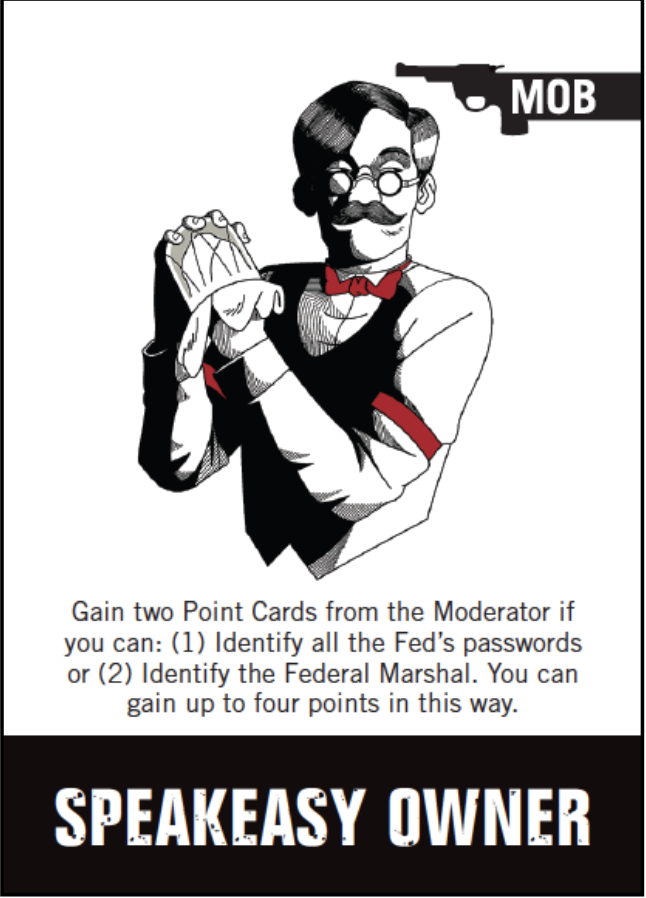 MOB
Gain two Point Cards from the Moderator if
you can: (1) Identify all the Fed's passwords
or (2) Identify the Federal Marshal. You can
gain up to four points in this way.
SPEAKEASY OWNER